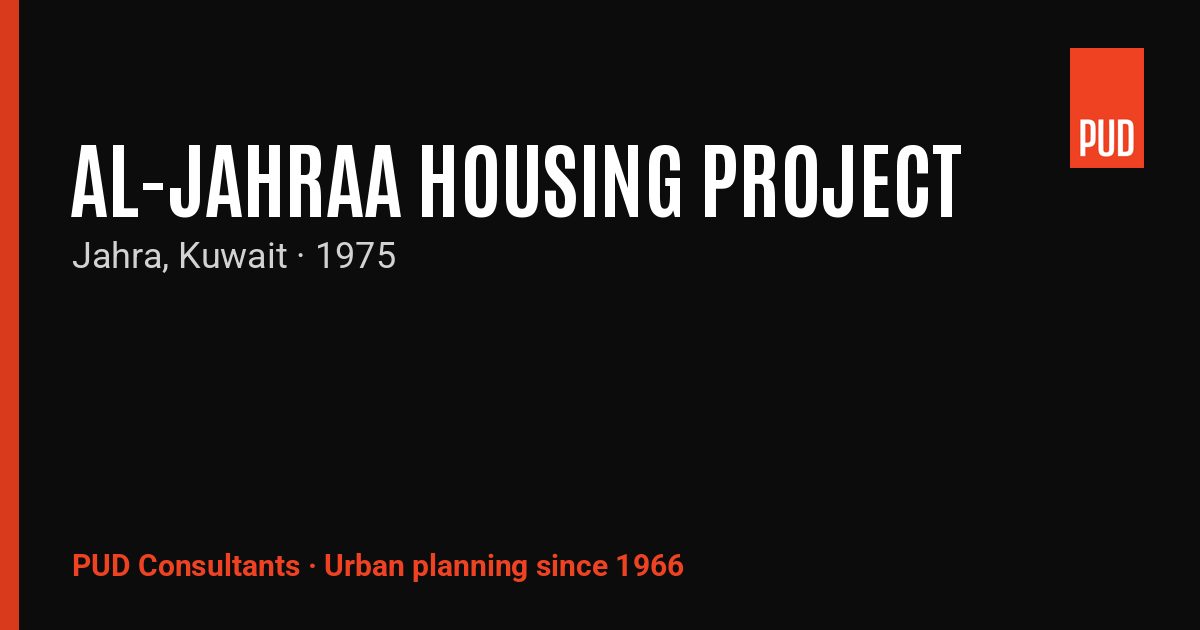 PUD
AL-JAHRAA HOUSING PROJECT
Jahra, Kuwait · 1975
PUD Consultants · Urban planning since 1966